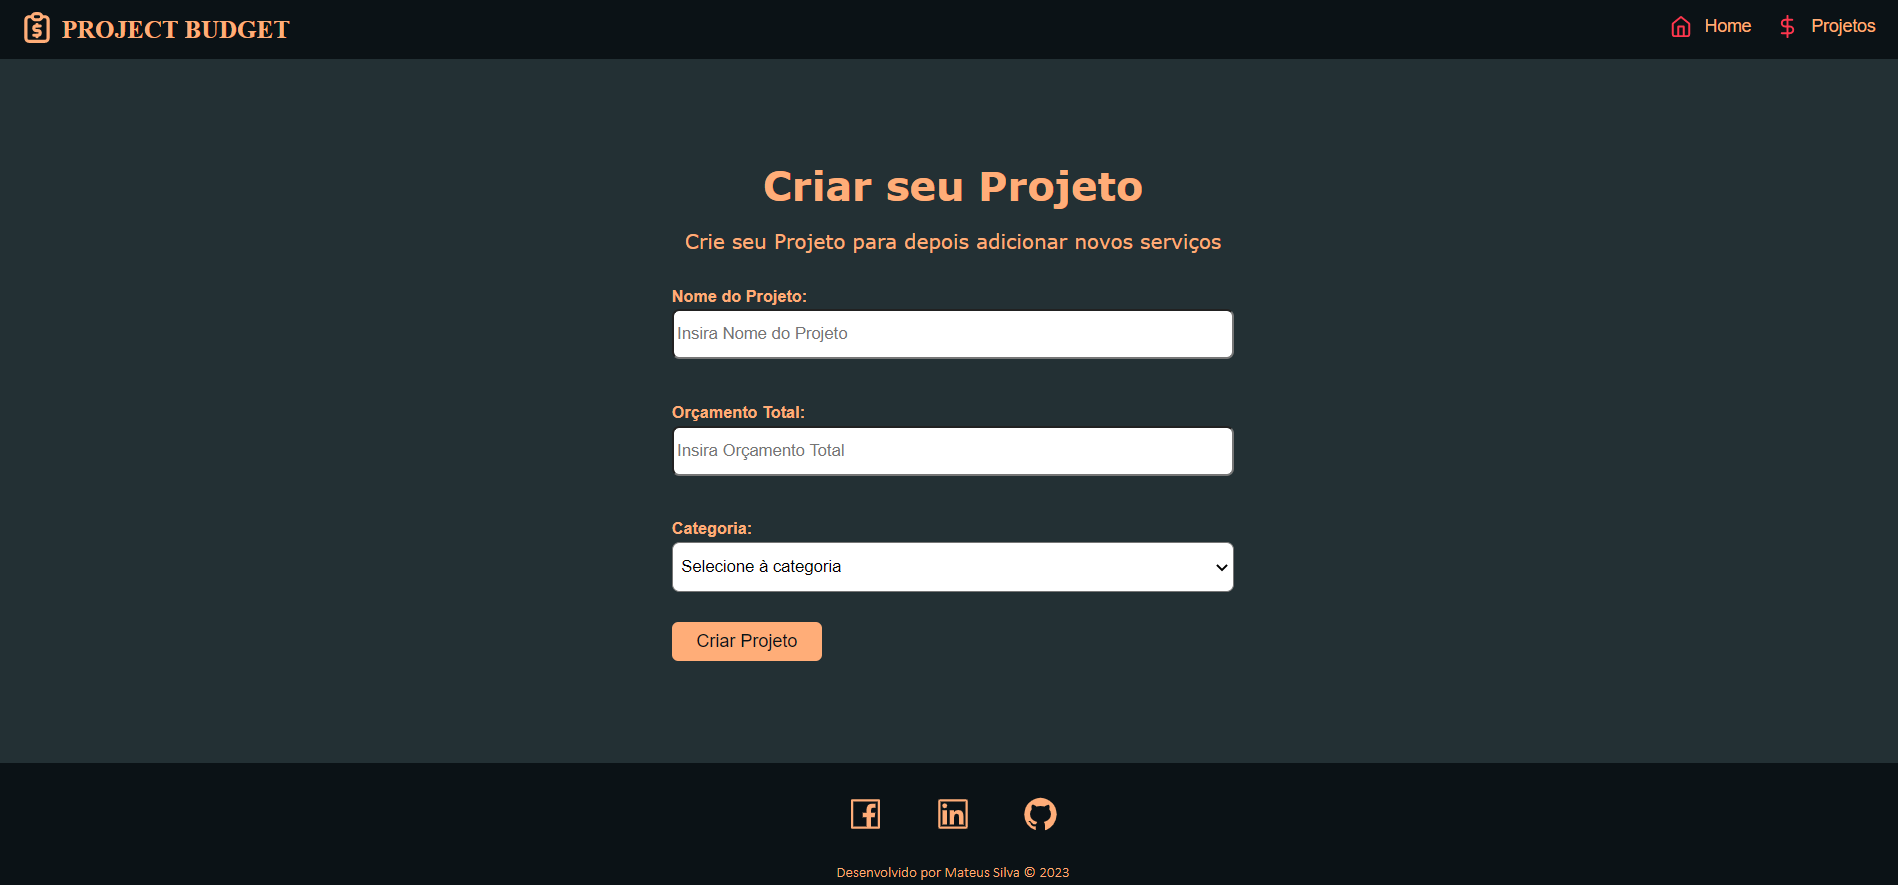 PROJECT BUDGET
Home
Projetos
Criar seu Projeto
Crie seu Projeto para depois adicionar novos serviços
Nome do Projeto:
Insira Nome do Projeto
Orçamento Total:
Insira Orçamento Total
Categoria:
Selecione à categoria
Criar Projeto
Desenvolvido por Mateus Silva © 2023